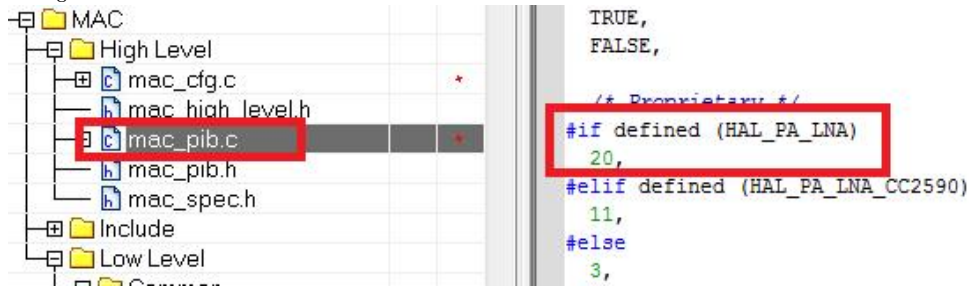 MAC
High Level
mac_cfg.c
mac_high_level.h
mac_pib.c
mac_pib.h
mac_spec.h
Include
Low Level
Common
TRUE,
FALSE,
/* Proprietary */
#if defined (HAL_PA_LNA)
20,
#elif defined (HAL_PA_LNA_CC2590)
11,
#else
3,